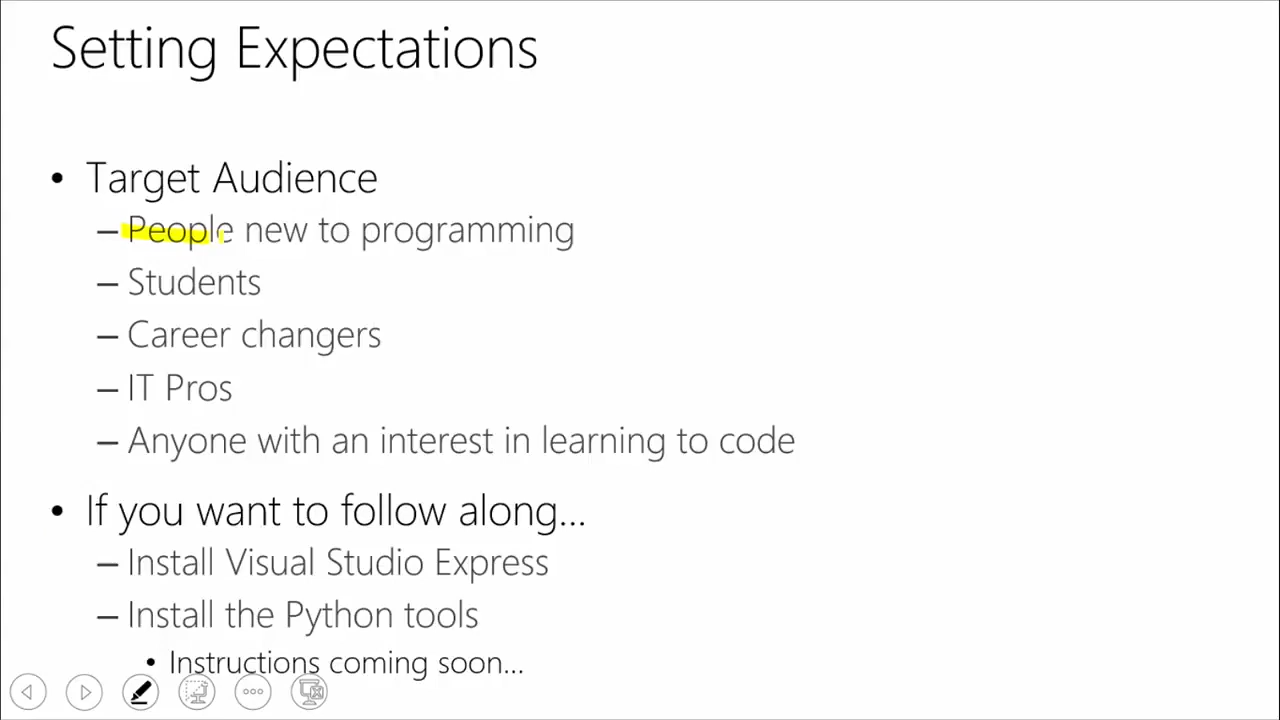 Setting Expectations
• Target Audience
– People new to programming
– Students
– Career changers
– IT Pros
– Anyone with an interest in learning to code
• If you want to follow along...
– Install Visual Studio Express
– Install the Python tools
• Instructions coming soon...